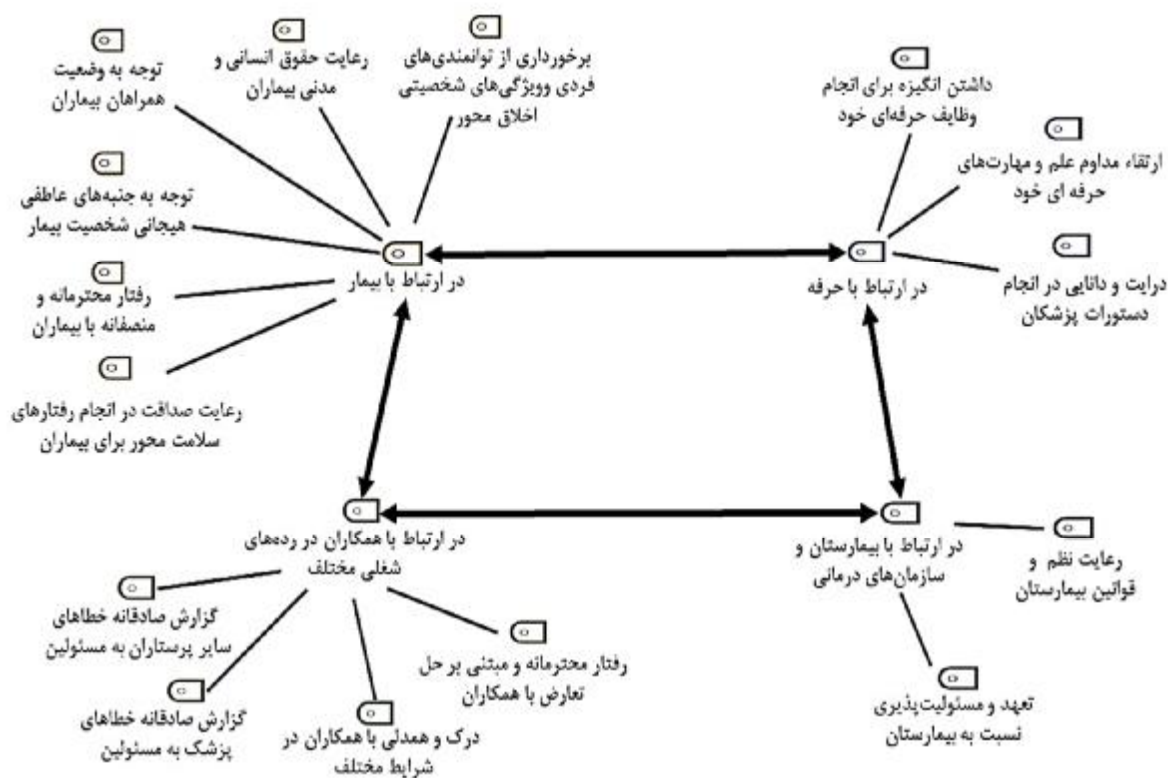 برخورداری از توانمندی‌های
فردی وویژگی‌های شخصیتی
اخلاق محور
رعایت حقوق انسانی و
مدنی بیماران
توجه به وضعیت
همراهان بیماران
توجه به جنبه‌های عاطفی
هیجانی شخصیت بیمار
رفتار محترمانه و
منصفانه با بیماران
رعایت صداقت در انجام رفتارهای
سلامت محور برای بیماران
در ارتباط با بیمار
داشتن انگیزه برای انجام
وظایف حرفه‌ای خود
ارتقاء مداوم علم و مهارت‌های
حرفه ای خود
درایت و دانایی در انجام
دستورات پزشکان
در ارتباط با حرفه
در ارتباط با همکاران در رده‌های
شغلی مختلف
گزارش صادقانه خطاهای
سایر پرستاران به مسئولین
گزارش صادقانه خطاهای
پزشک به مسئولین
درک و همدلی با همکاران در
شرایط مختلف
رفتار محترمانه و مبتنی بر حل
تعارض با همکاران
در ارتباط با بیمارستان و
سازمان‌های درمانی
رعایت نظم و
قوانین بیمارستان
تعهد و مسئولیت‌پذیری
نسبت به بیمارستان